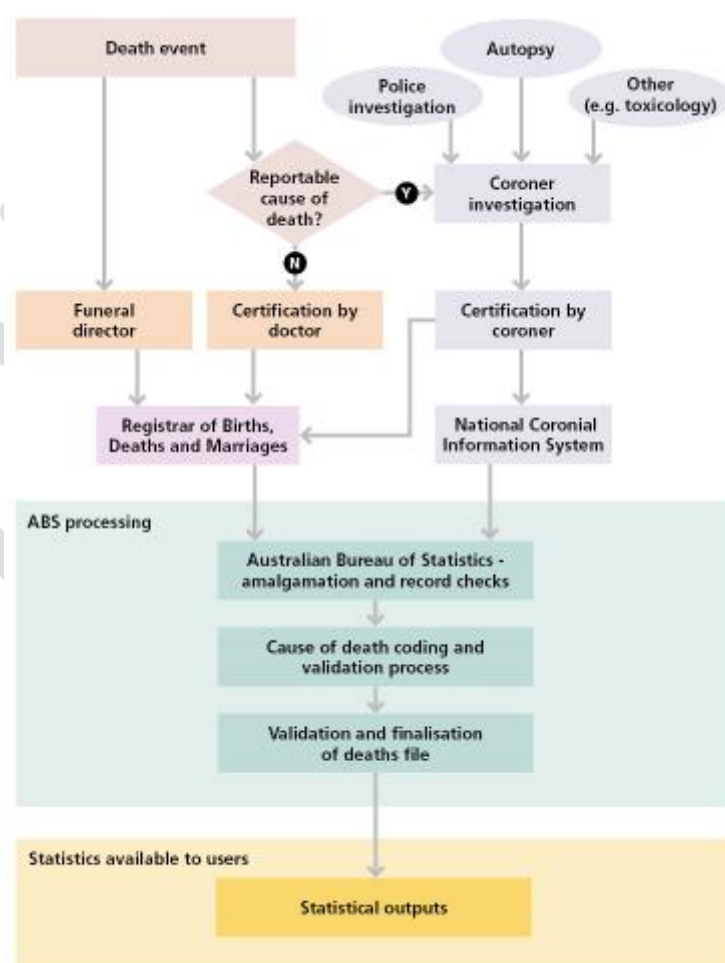 Death event
Autopsy
Police
investigation
Other
(e.g. toxicology)
Reportable
cause of
death?
Y
Coroner
investigation
N
Funeral
director
Certification by
doctor
Certification by
coroner
Registrar of Births,
Deaths and Marriages
National Coronial
Information System
ABS processing
Australian Bureau of Statistics -
amalgamation and record checks
Cause of death coding and
validation process
Validation and finalisation
of deaths file
Statistics available to users
Statistical outputs